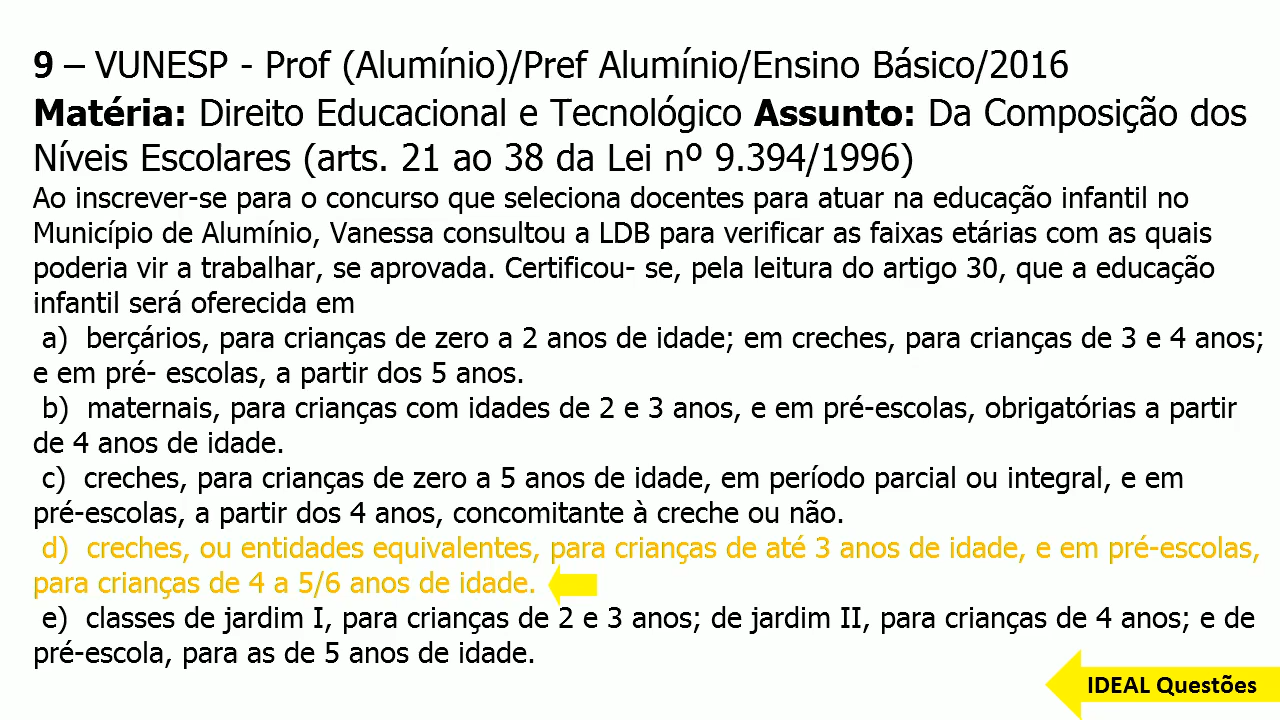 9 – VUNESP - Prof (Alumínio)/Pref Alumínio/Ensino Básico/2016
Matéria: Direito Educacional e Tecnológico Assunto: Da Composição dos
Níveis Escolares (arts. 21 ao 38 da Lei nº 9.394/1996)
Ao inscrever-se para o concurso que seleciona docentes para atuar na educação infantil no
Município de Alumínio, Vanessa consultou a LDB para verificar as faixas etárias com as quais
poderia vir a trabalhar, se aprovada. Certificou- se, pela leitura do artigo 30, que a educação
infantil será oferecida em
a) berçários, para crianças de zero a 2 anos de idade; em creches, para crianças de 3 e 4 anos;
e em pré- escolas, a partir dos 5 anos.
b) maternais, para crianças com idades de 2 e 3 anos, e em pré-escolas, obrigatórias a partir
de 4 anos de idade.
c) creches, para crianças de zero a 5 anos de idade, em período parcial ou integral, e em
pré-escolas, a partir dos 4 anos, concomitante à creche ou não.
d) creches, ou entidades equivalentes, para crianças de até 3 anos de idade, e em pré-escolas,
para crianças de 4 a 5/6 anos de idade.
e) classes de jardim I, para crianças de 2 e 3 anos; de jardim II, para crianças de 4 anos; e de
pré-escola, para as de 5 anos de idade.
IDEAL Questões